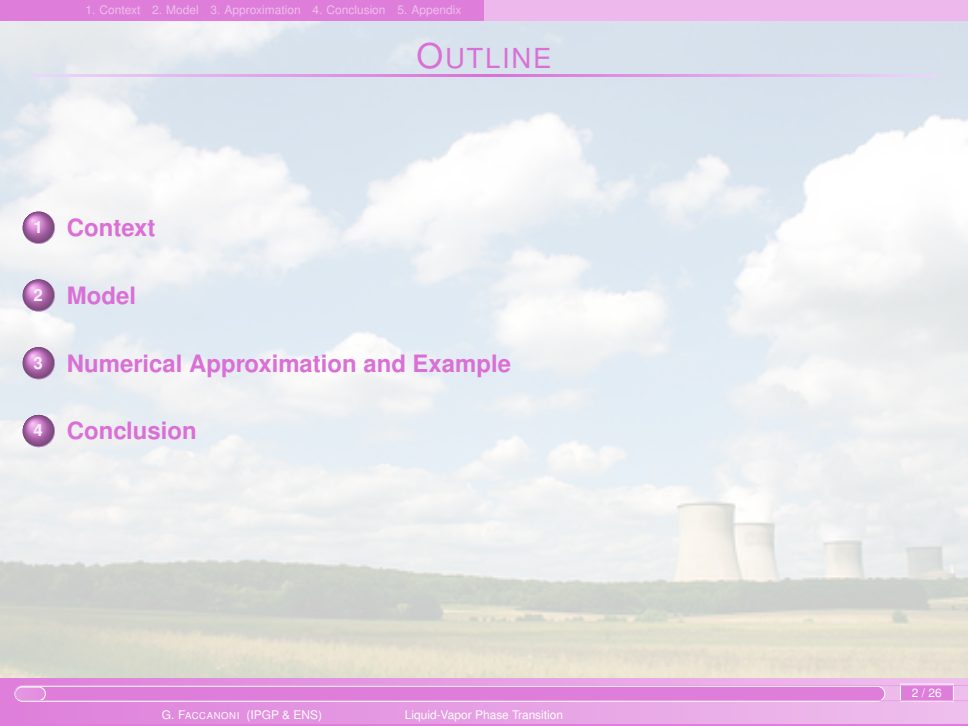 1. Context 2. Model 3. Approximation 4. Conclusion 5. Appendix
OUTLINE
1 Context
2 Model
3 Numerical Approximation and Example
4 Conclusion
2 / 26
G. FACCANONI (IPGP & ENS) Liquid-Vapor Phase Transition